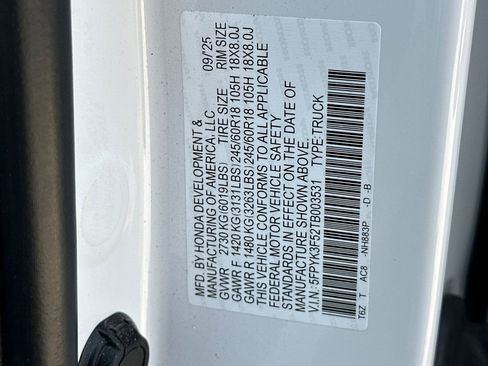 MFD. BY HONDA DEVELOPMENT & 09/25
MANUFACTURING OF AMERICA, LLC
GVWR 2730KG(6019LBS) TIRE SIZE RIM SIZE
GAWR F 1420KG(3131LBS)245/60R18 105H 18X8.0J
GAWR R 1480KG(3263LBS)245/60R18 105H 18X8.0J
THIS VEHICLE CONFORMS TO ALL APPLICABLE
FEDERAL MOTOR VEHICLE SAFETY
STANDARDS IN EFFECT ON THE DATE OF
MANUFACTURE SHOWN ABOVE.
V.I.N.: 5FPYK3F52TB003531 TYPE:TRUCK
T6Z T AC8 -NH883P -D -B